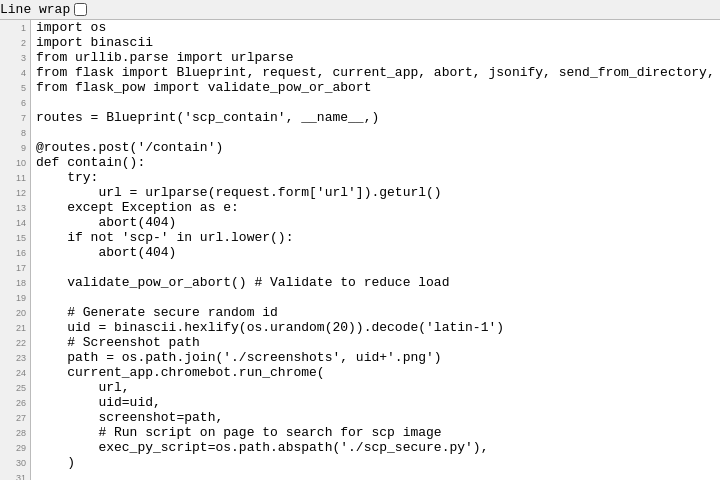 Line wrap
1 import os
2 import binascii
3 from urllib.parse import urlparse
4 from flask import Blueprint, request, current_app, abort, jsonify, send_from_directory,
5 from flask_pow import validate_pow_or_abort
6
7 routes = Blueprint('scp_contain', __name__,)
8
9 @routes.post('/contain')
10 def contain():
11     try:
12         url = urlparse(request.form['url']).geturl()
13     except Exception as e:
14         abort(404)
15     if not 'scp-' in url.lower():
16         abort(404)
17
18     validate_pow_or_abort() # Validate to reduce load
19
20     # Generate secure random id
21     uid = binascii.hexlify(os.urandom(20)).decode('latin-1')
22     # Screenshot path
23     path = os.path.join('./screenshots', uid+'.png')
24     current_app.chromebot.run_chrome(
25         url,
26         uid=uid,
27         screenshot=path,
28         # Run script on page to search for scp image
29         exec_py_script=os.path.abspath('./scp_secure.py'),
30     )
31